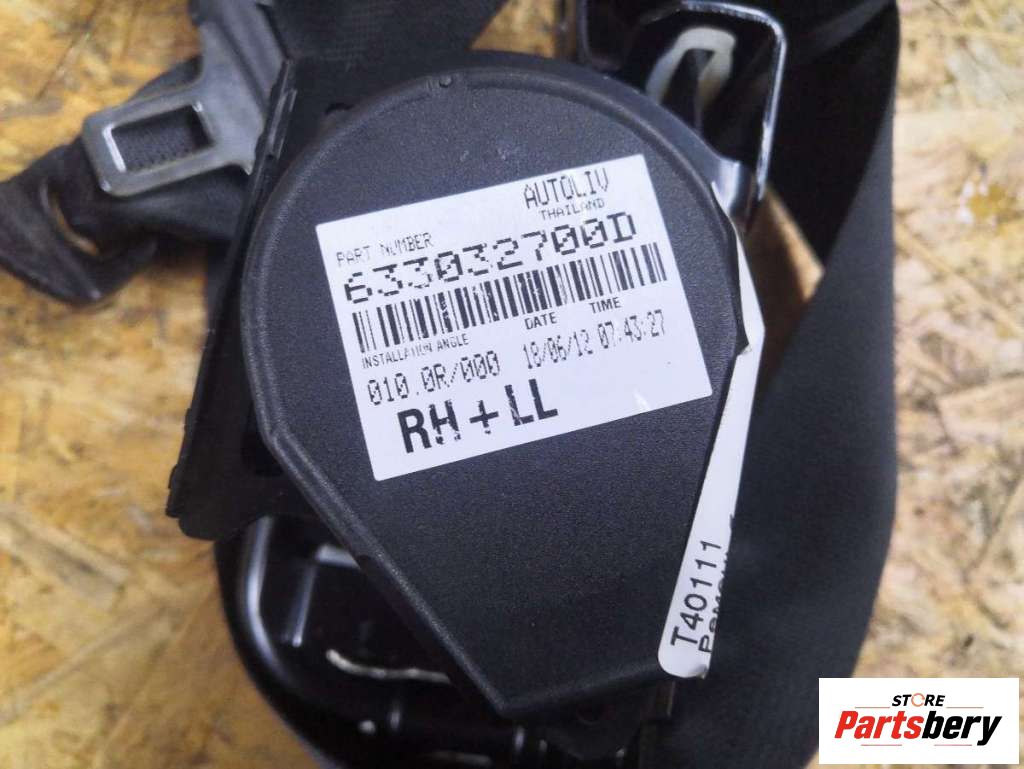 AUTOLIV
THAILAND
PART NUMBER
633032700D
DATE TIME
INSTALLATION ANGLE
010.0R/000 18/06/12 07:43:27
RH + LL
T40111
STORE
Partsbery